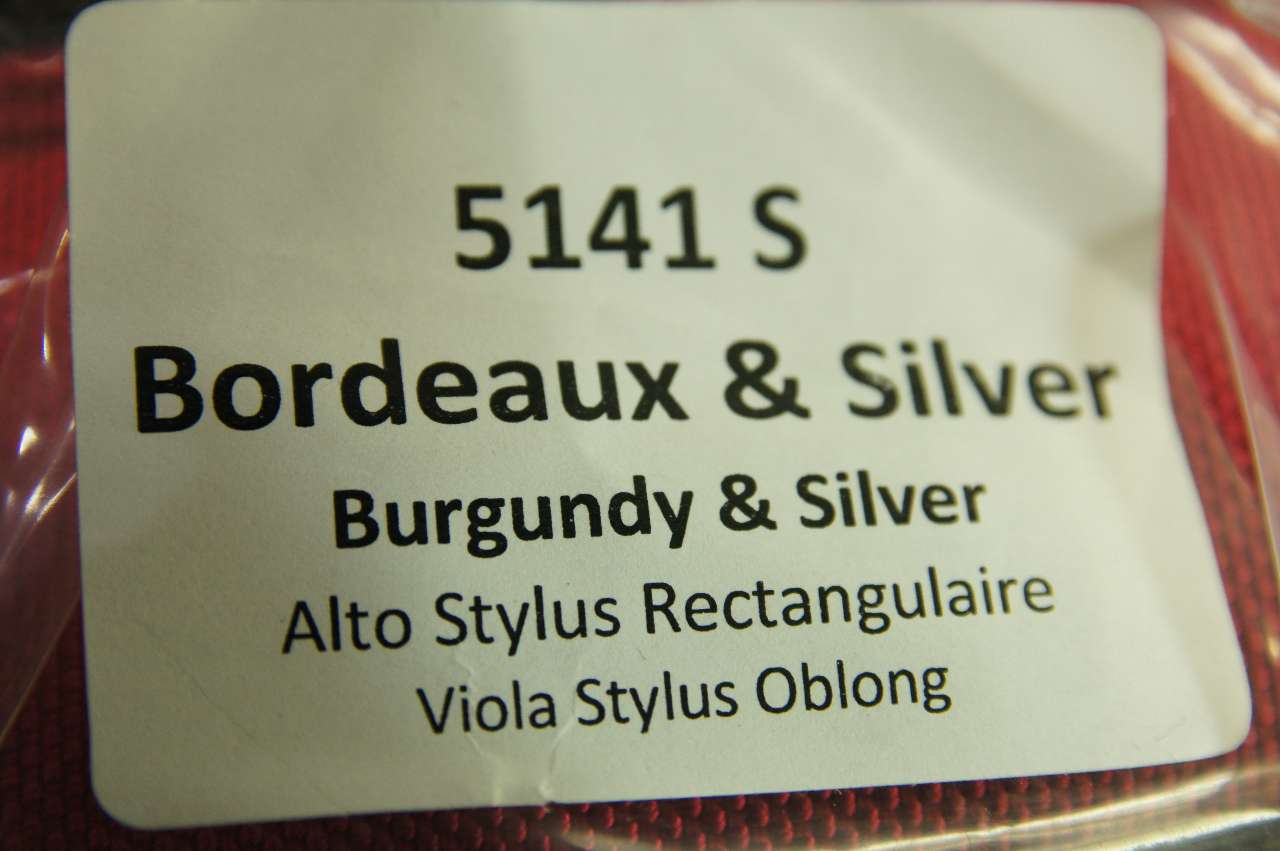 5141 S
Bordeaux & Silver
Burgundy & Silver
Alto Stylus Rectangulaire
Viola Stylus Oblong